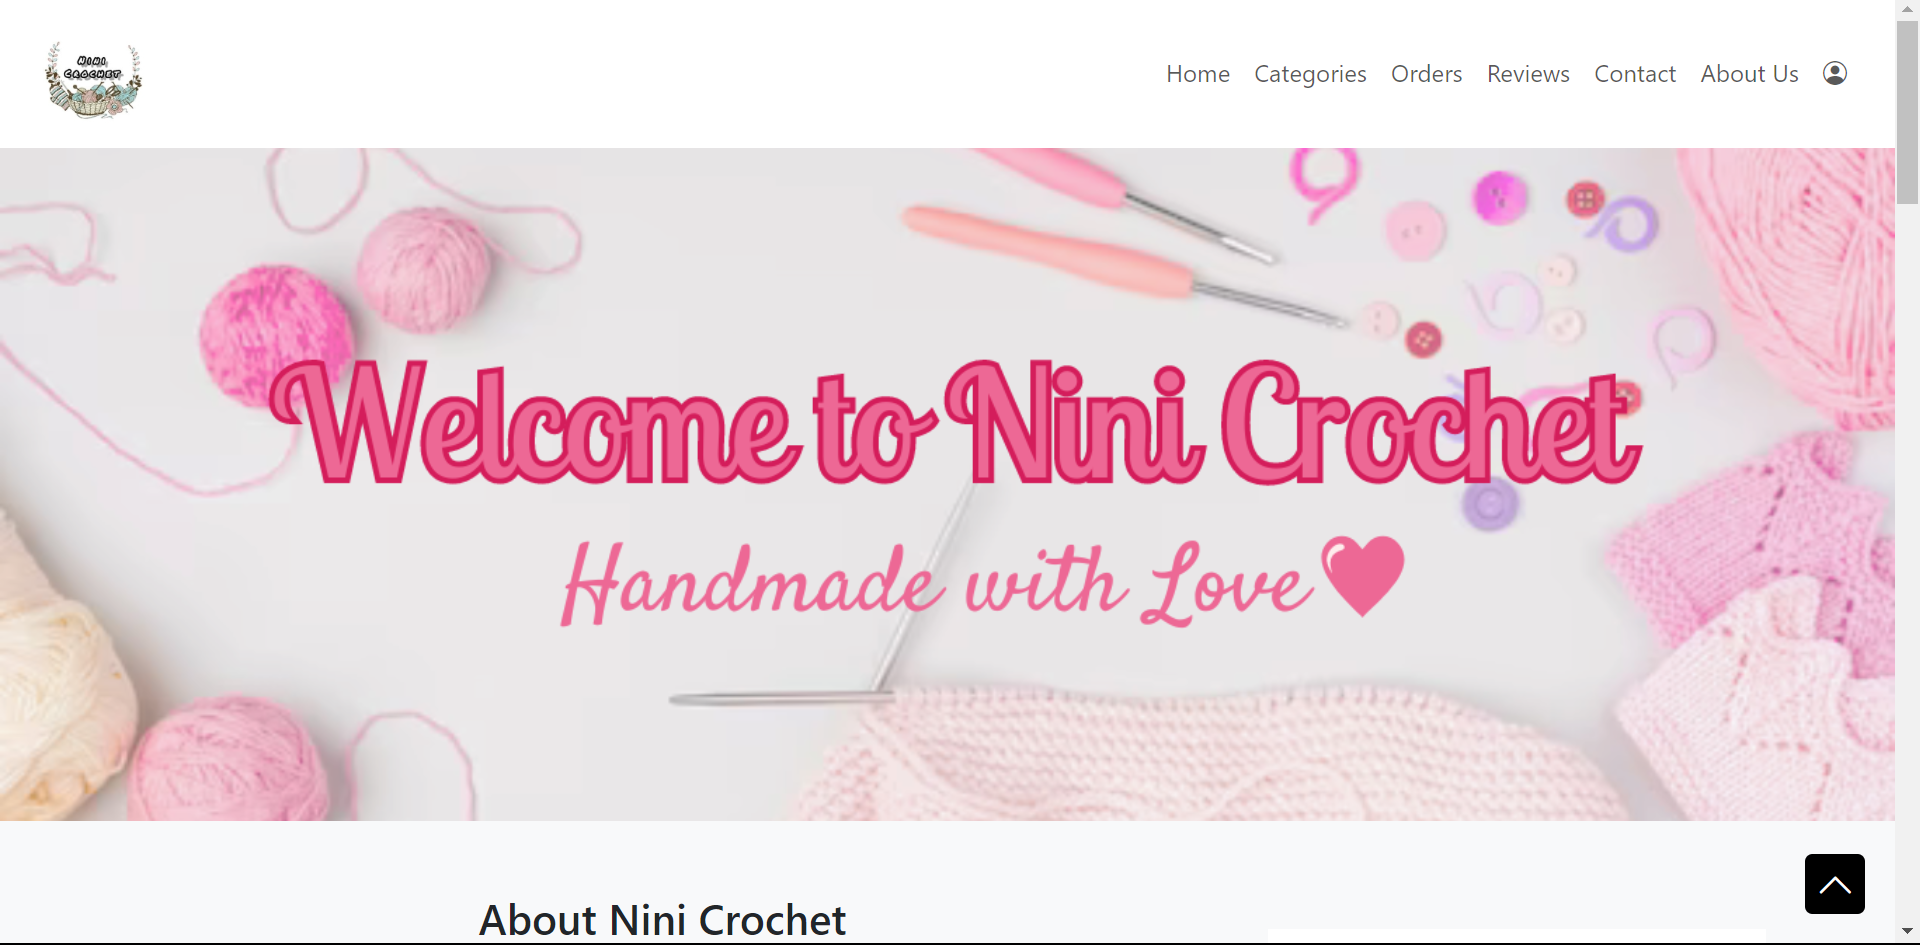 NINI
CROCHET
Home Categories Orders Reviews Contact About Us
Welcome to Nini Crochet
Handmade with Love
About Nini Crochet